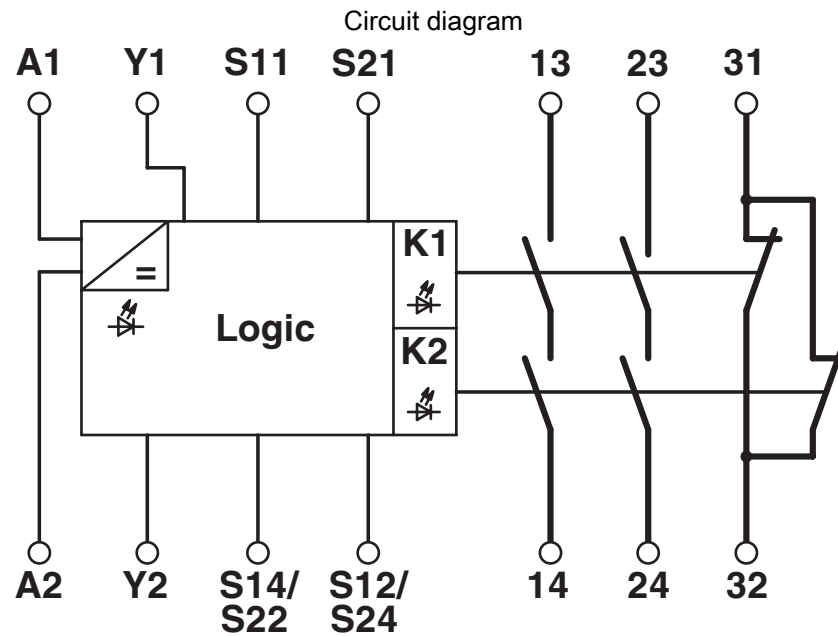 Circuit diagram
A1 Y1 S11 S21 13 23 31
K1
=
Logic
K2
A2 Y2 S14/ S12/ 14 24 32
S22 S24